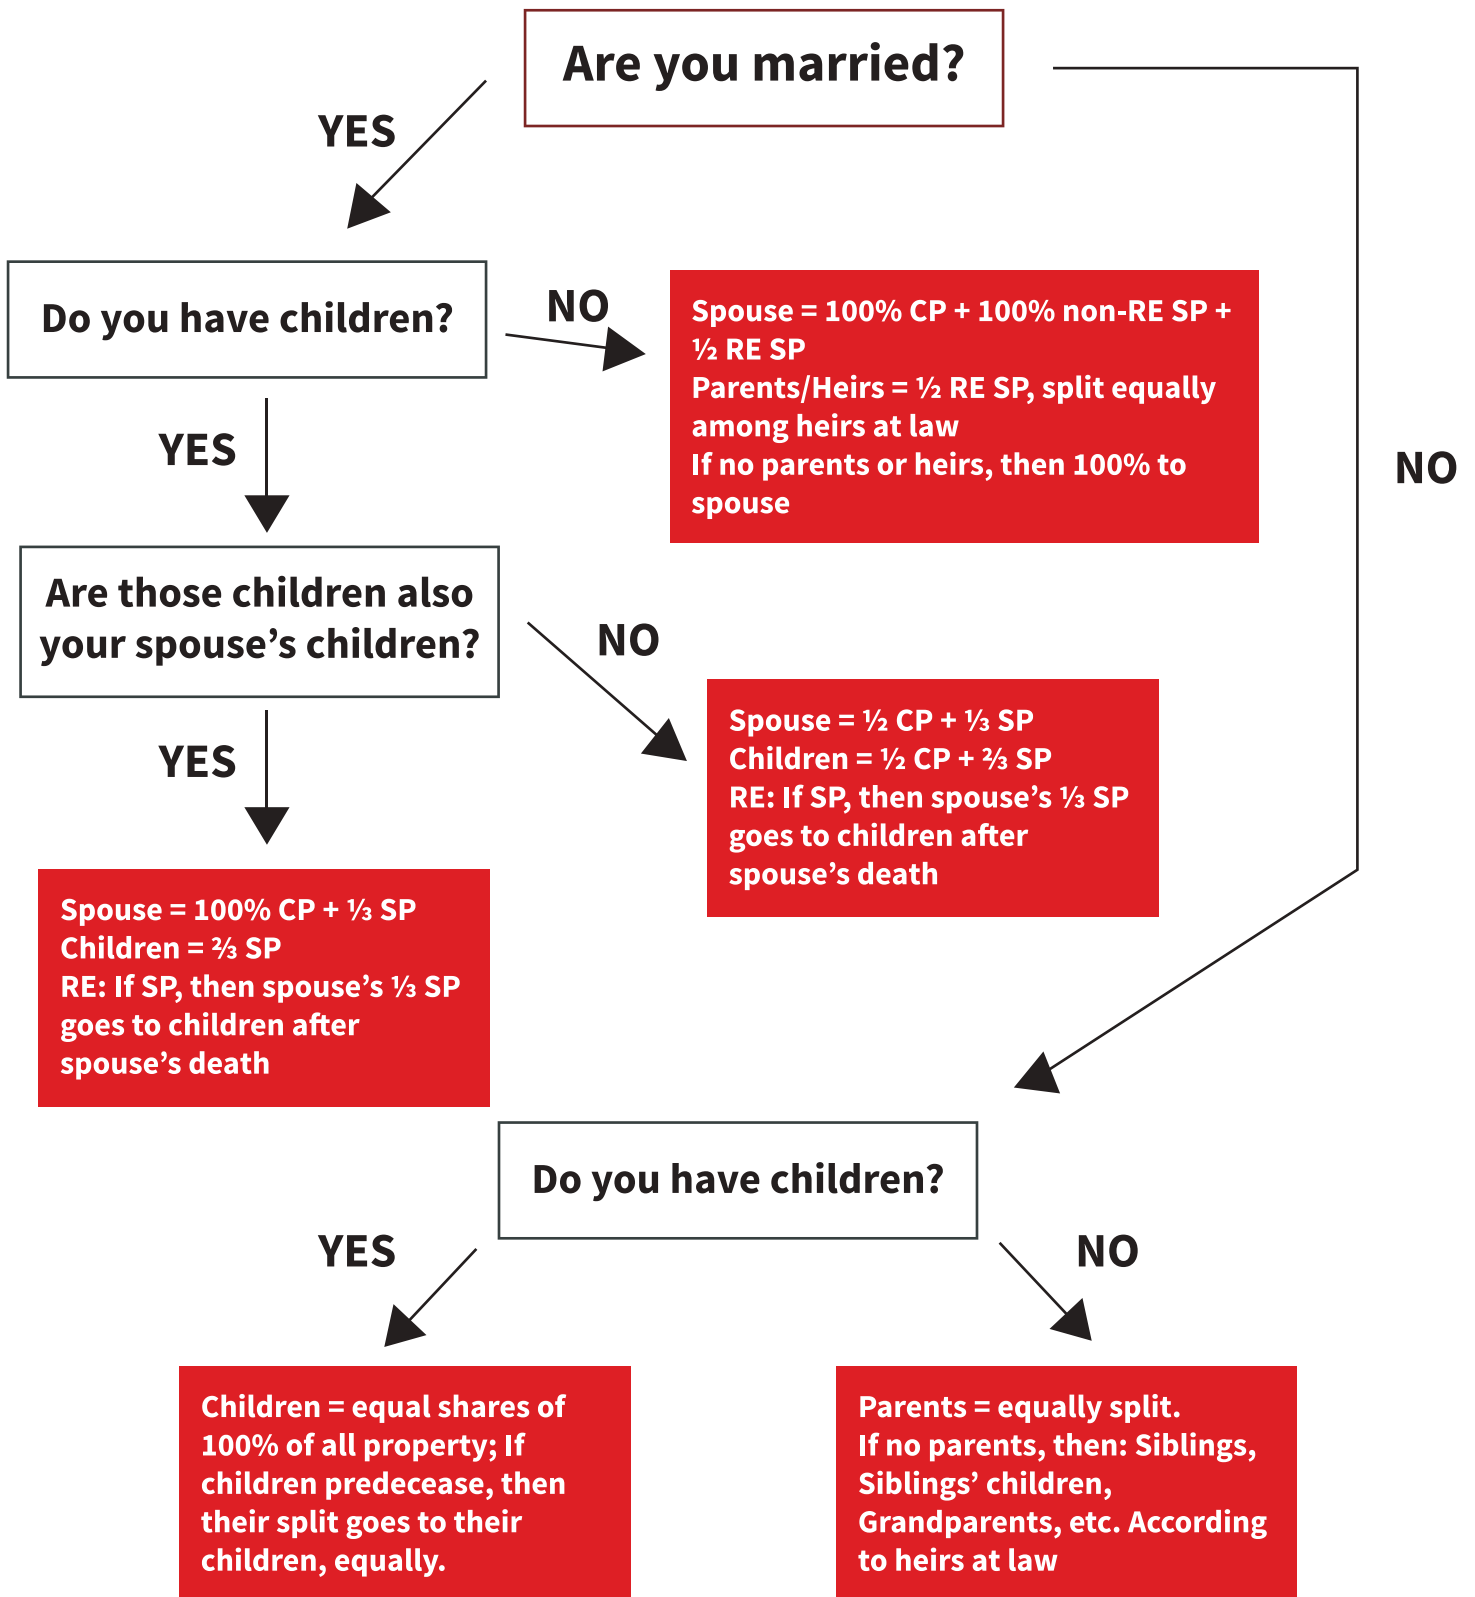 Are you married?
YES
NO
Do you have children?
NO
Spouse = 100% CP + 100% non-RE SP +
½ RE SP
Parents/Heirs = ½ RE SP, split equally
among heirs at law
If no parents or heirs, then 100% to
spouse
YES
Are those children also
your spouse’s children?
NO
Spouse = ½ CP + ⅓ SP
Children = ½ CP + ⅔ SP
RE: If SP, then spouse’s ⅓ SP
goes to children after
spouse’s death
YES
Spouse = 100% CP + ⅓ SP
Children = ⅔ SP
RE: If SP, then spouse’s ⅓ SP
goes to children after
spouse’s death
Do you have children?
YES
NO
Children = equal shares of
100% of all property; If
children predecease, then
their split goes to their
children, equally.
Parents = equally split.
If no parents, then: Siblings,
Siblings’ children,
Grandparents, etc. According
to heirs at law